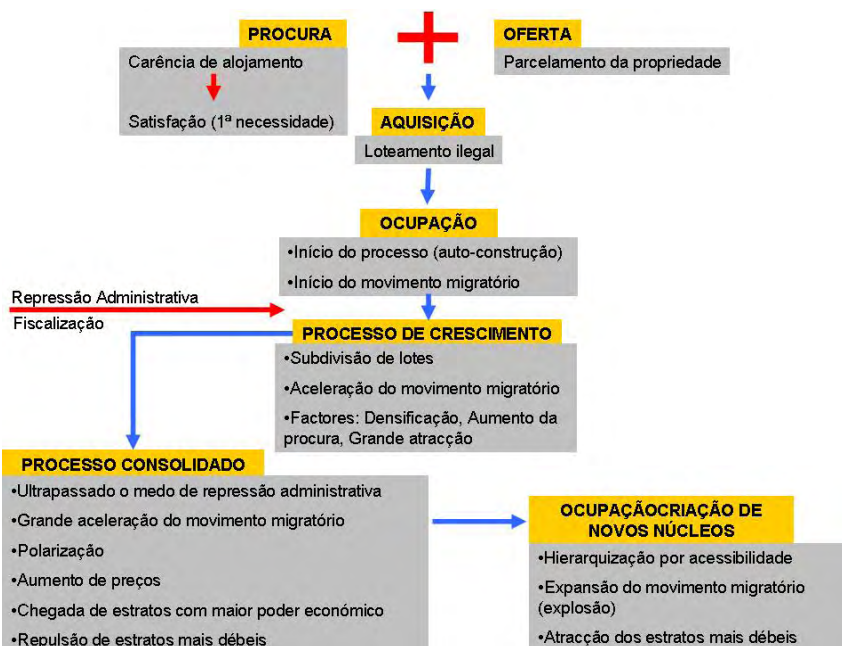 PROCURA
Carência de alojamento
Satisfação (1ª necessidade)
OFERTA
Parcelamento da propriedade
AQUISIÇÃO
Loteamento ilegal
OCUPAÇÃO
•Início do processo (auto-construção)
•Início do movimento migratório
Repressão Administrativa
Fiscalização
PROCESSO DE CRESCIMENTO
•Subdivisão de lotes
•Aceleração do movimento migratório
•Factores: Densificação, Aumento da
procura, Grande atracção
PROCESSO CONSOLIDADO
•Ultrapassado o medo de repressão administrativa
•Grande aceleração do movimento migratório
•Polarização
•Aumento de preços
•Chegada de estratos com maior poder económico
•Repulsão de estratos mais débeis
OCUPAÇÃOCRIAÇÃO DE
NOVOS NÚCLEOS
•Hierarquização por acessibilidade
•Expansão do movimento migratório
(explosão)
•Atracção dos estratos mais débeis